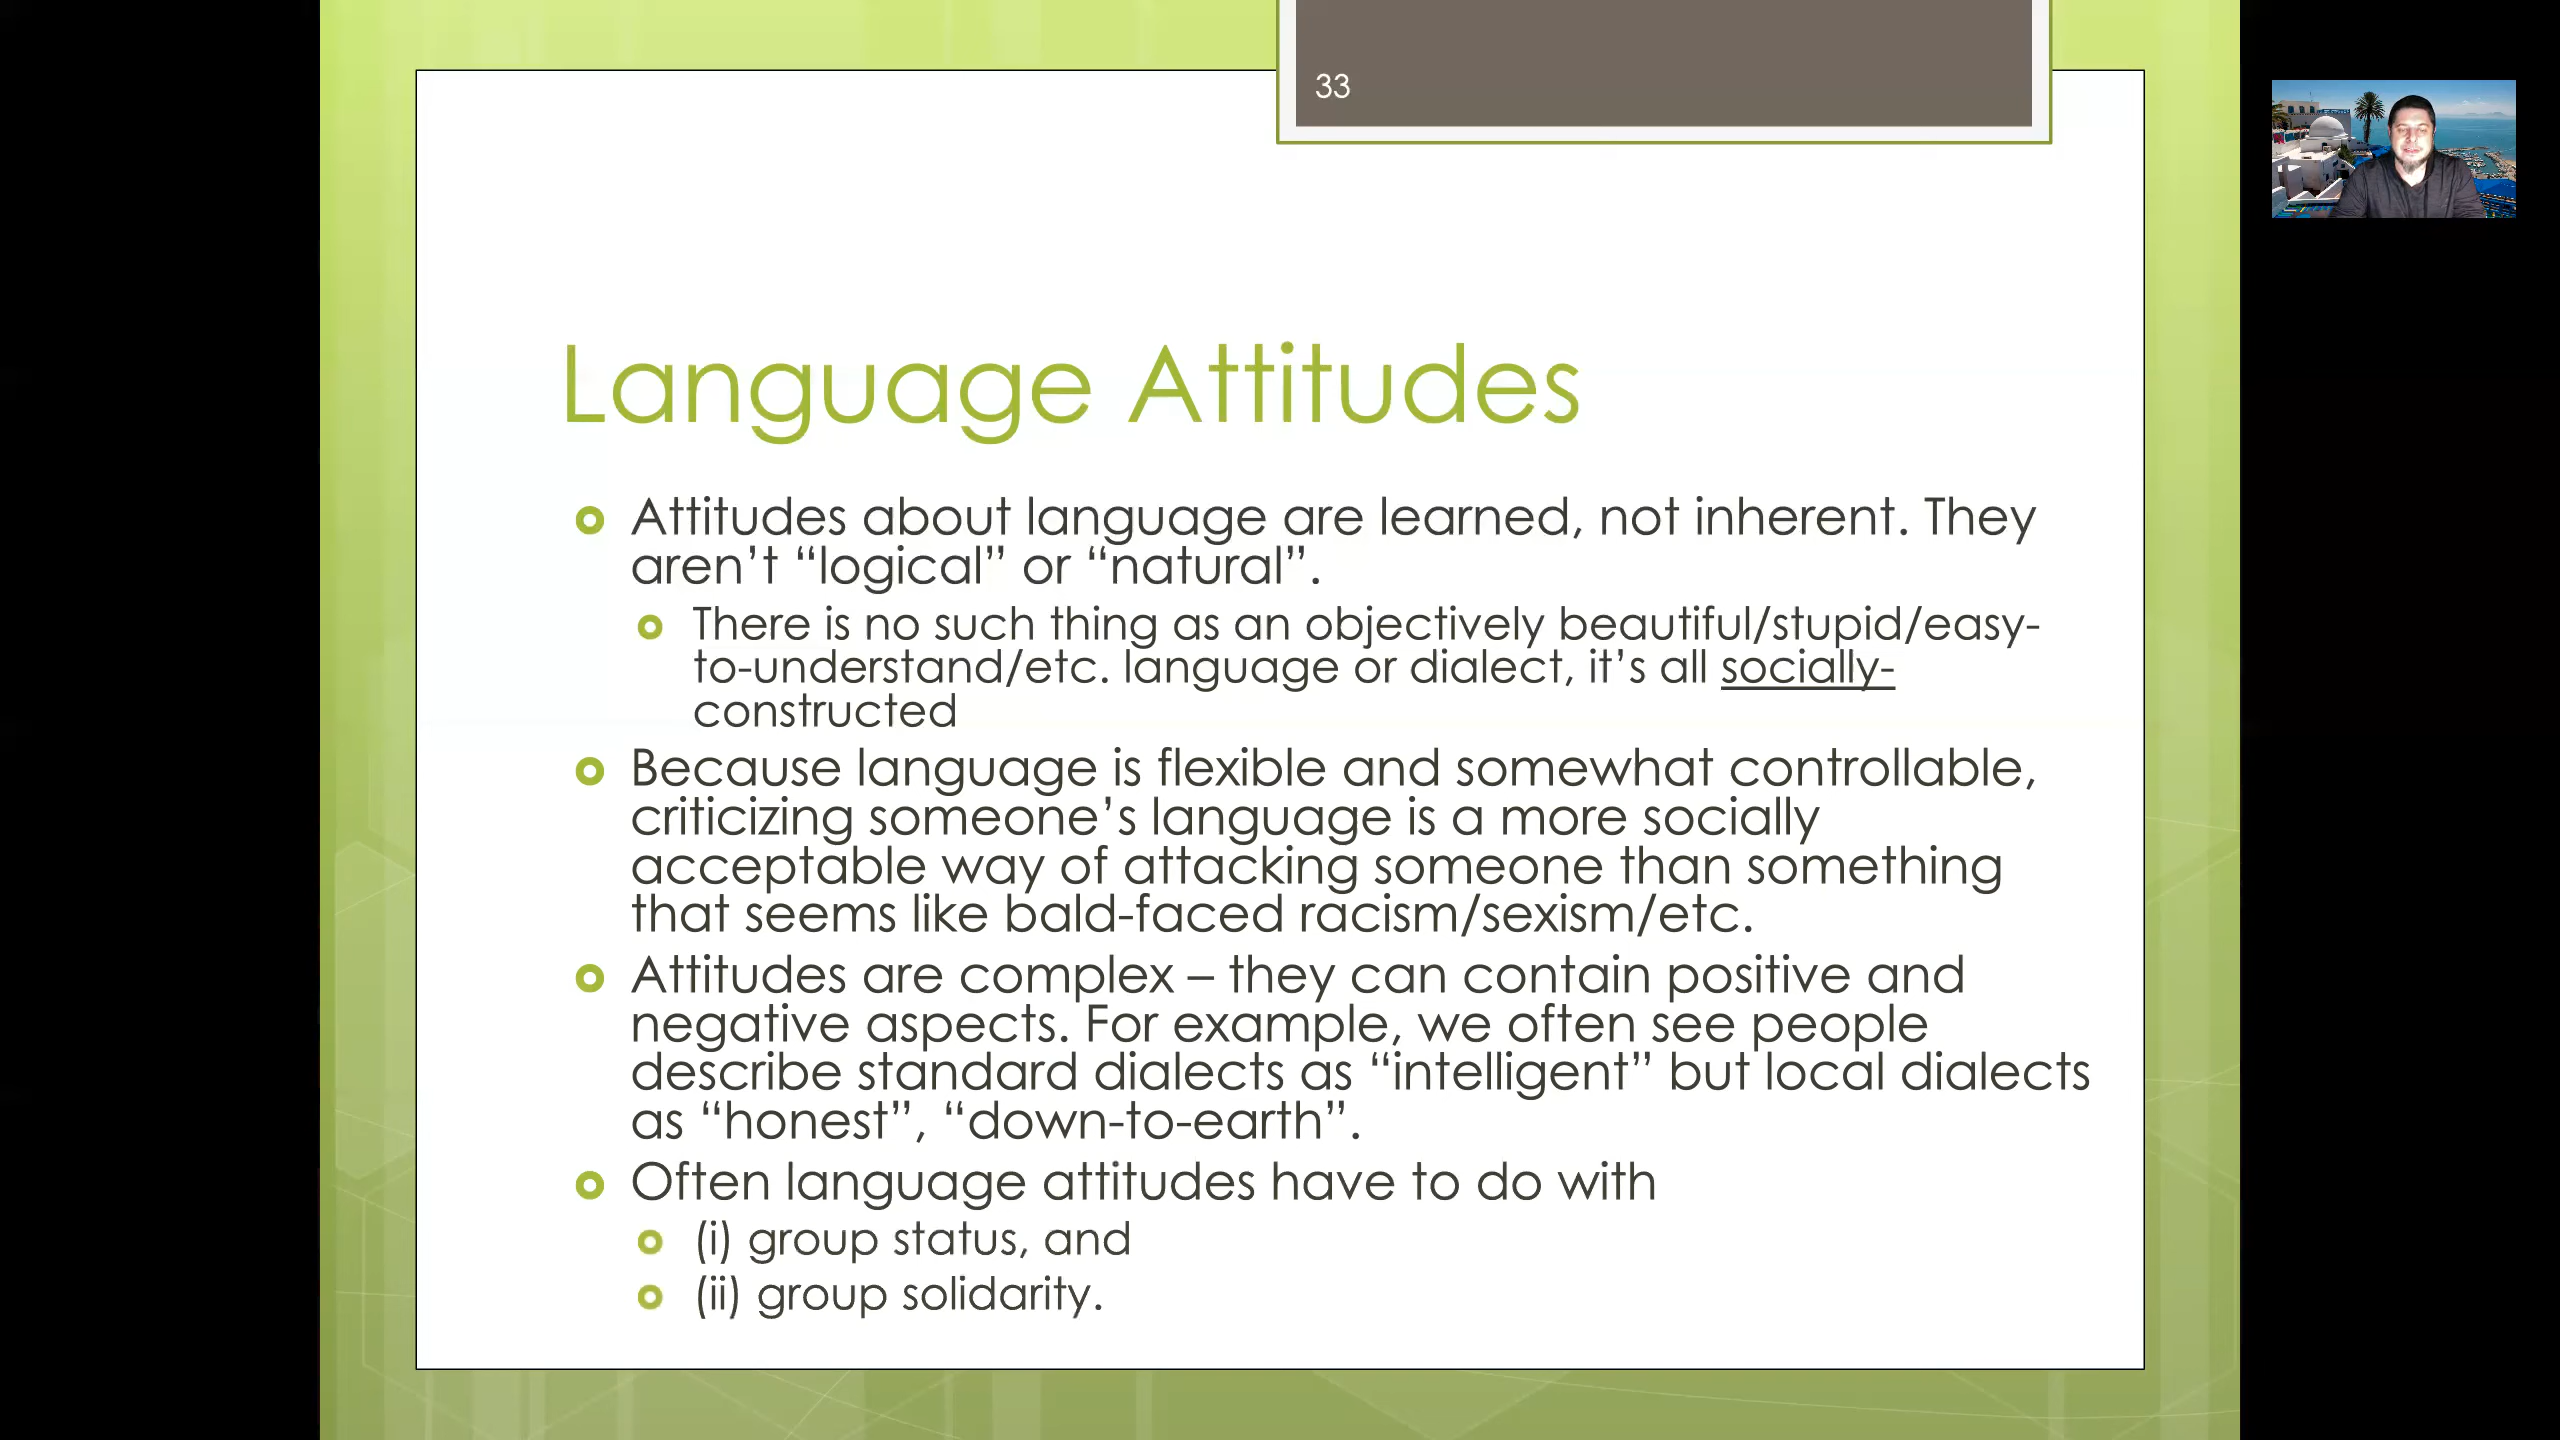 33
Language Attitudes
Attitudes about language are learned, not inherent. They
aren’t “logical” or “natural”.
There is no such thing as an objectively beautiful/stupid/easy-
to-understand/etc. language or dialect, it’s all socially-
constructed
Because language is flexible and somewhat controllable,
criticizing someone’s language is a more socially
acceptable way of attacking someone than something
that seems like bald-faced racism/sexism/etc.
Attitudes are complex – they can contain positive and
negative aspects. For example, we often see people
describe standard dialects as “intelligent” but local dialects
as “honest”, “down-to-earth”.
Often language attitudes have to do with
(i) group status, and
(ii) group solidarity.